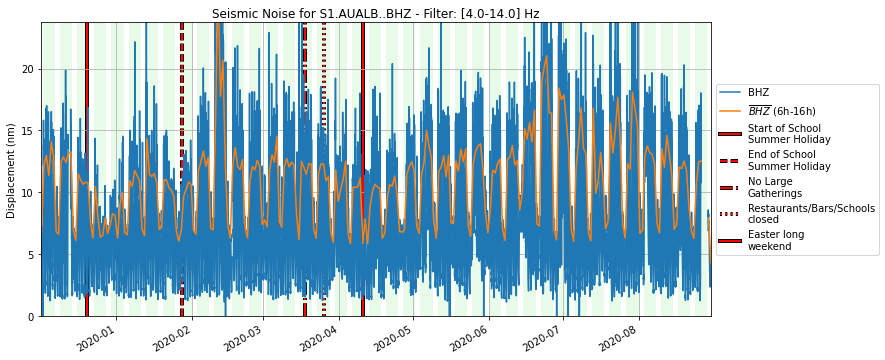 Seismic Noise for S1.AUALB..BHZ - Filter: [4.0-14.0] Hz
Displacement (nm)
20
15
10
5
0
2020-01
2020-02
2020-03
2020-04
2020-05
2020-06
2020-07
2020-08
BHZ
BHZ (6h-16h)
Start of School
Summer Holiday
End of School
Summer Holiday
No Large
Gatherings
Restaurants/Bars/Schools
closed
Easter long
weekend